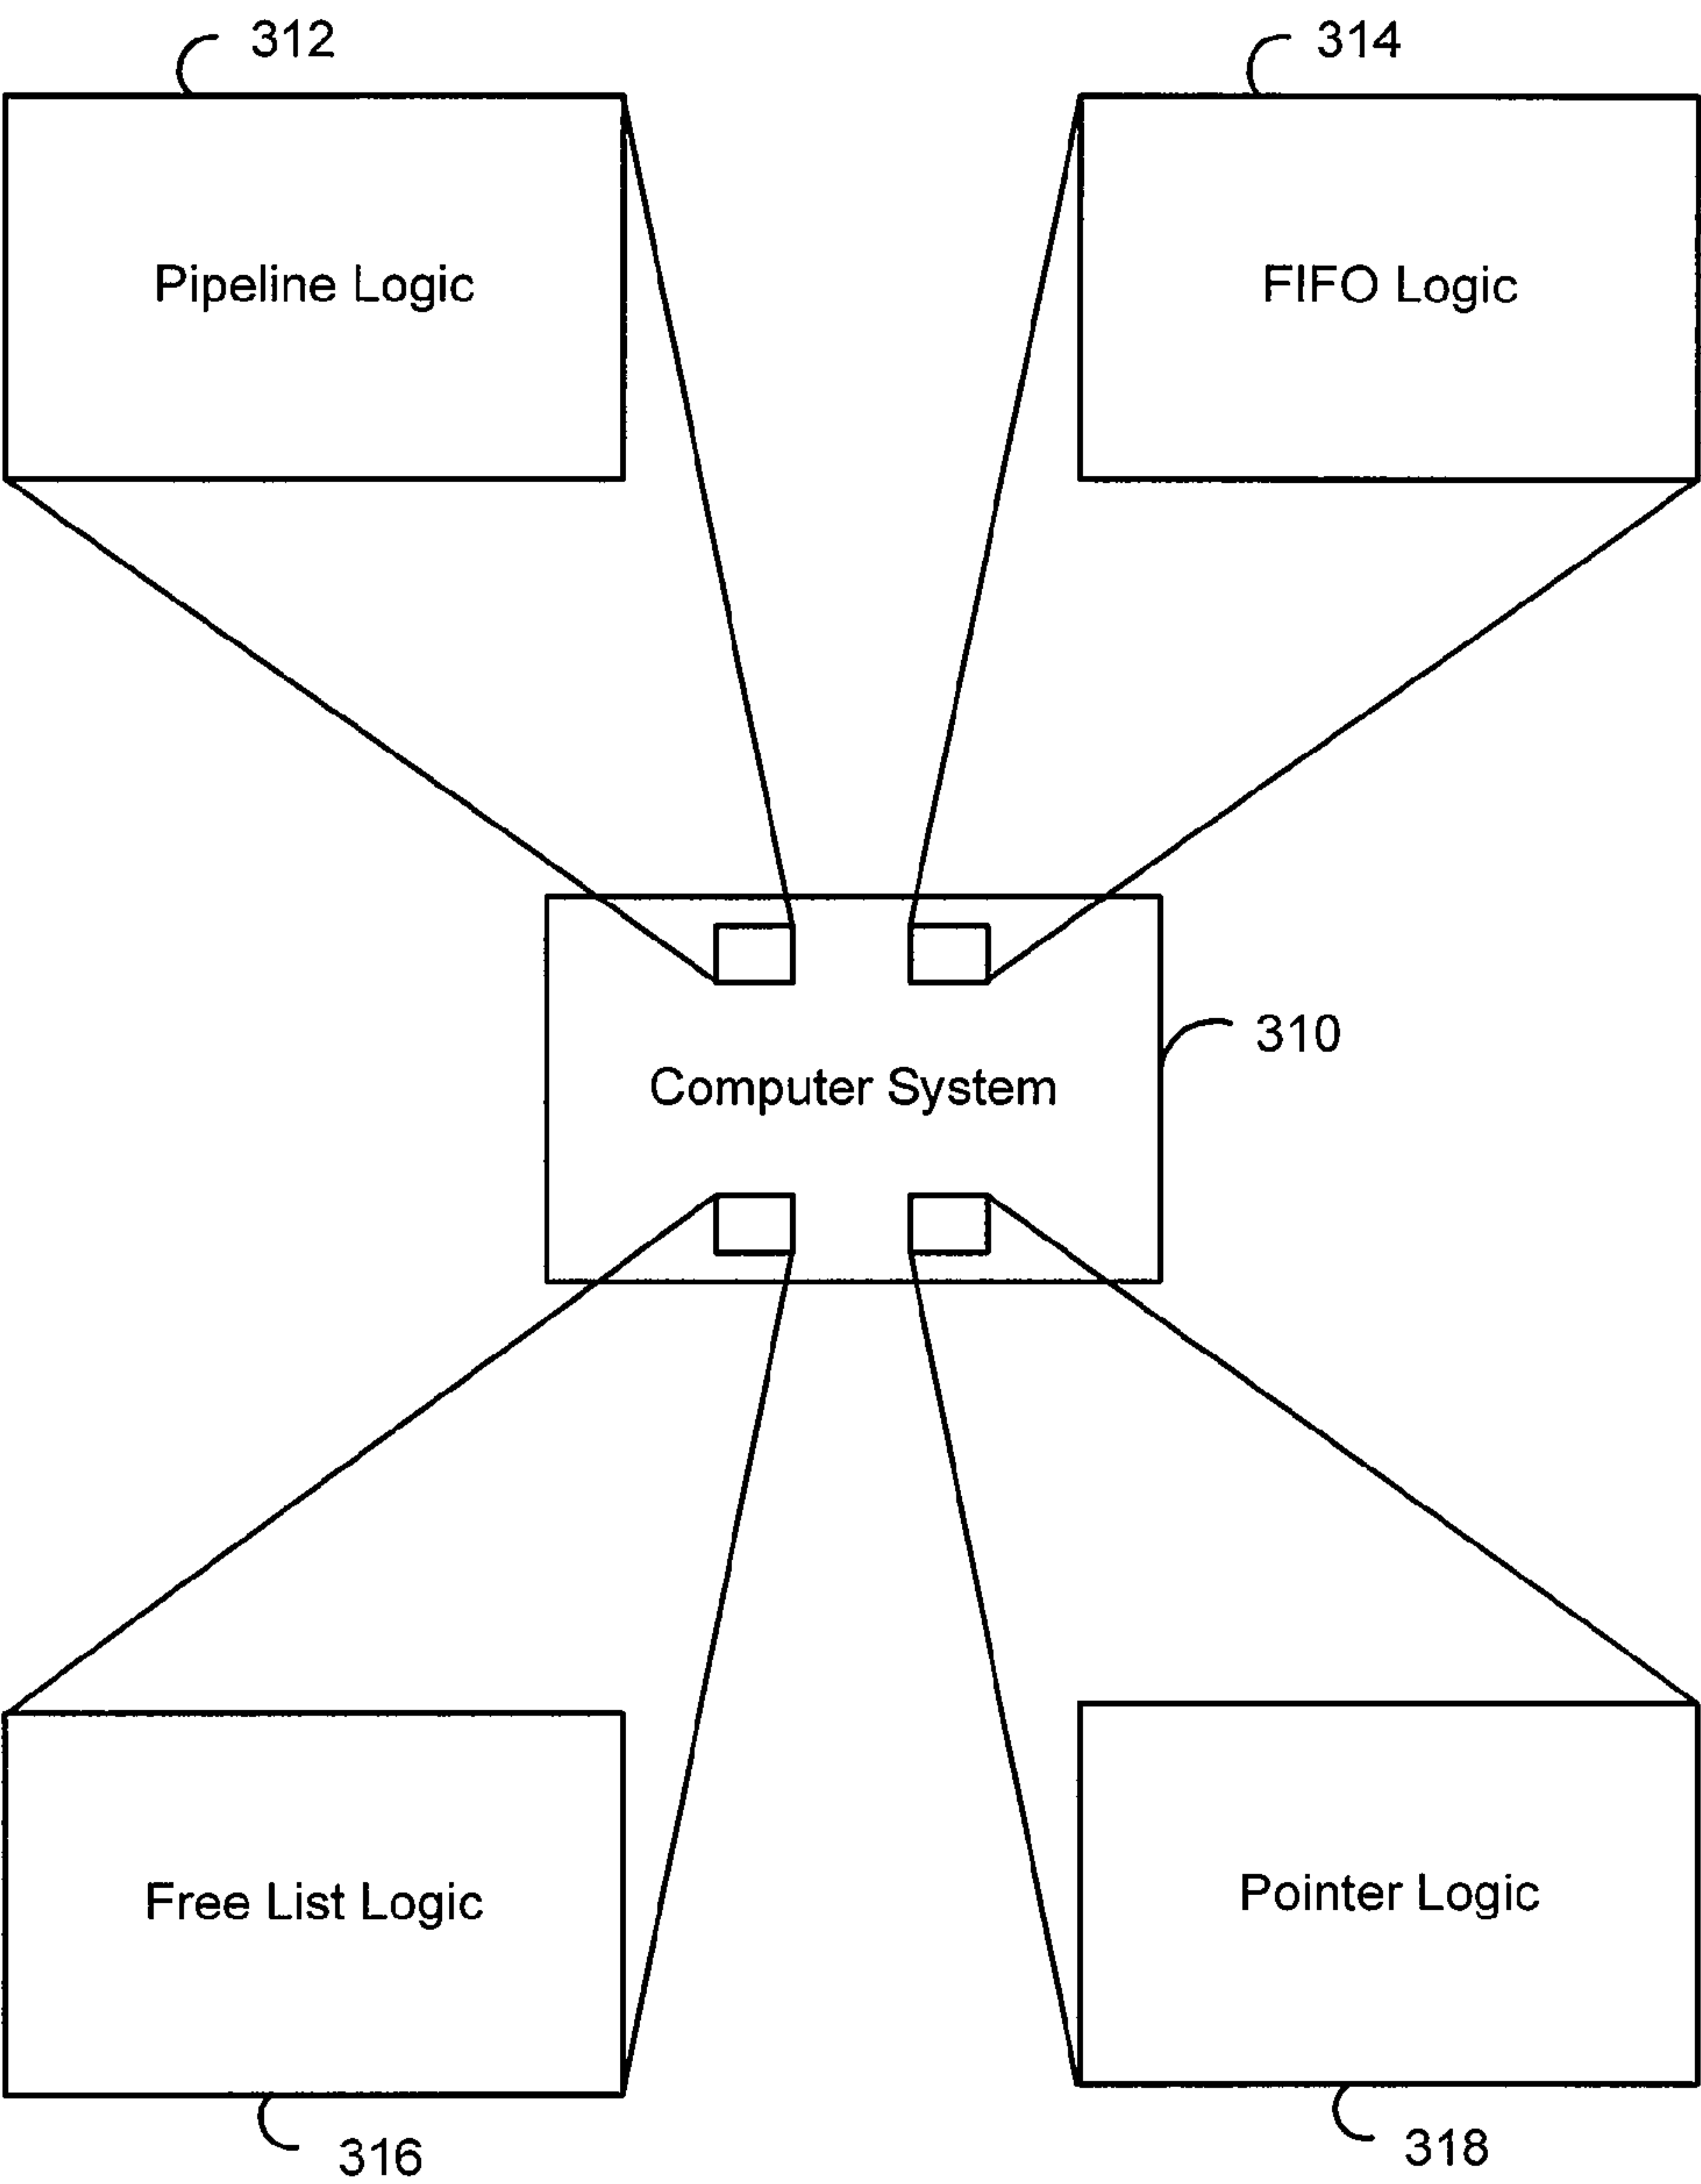 312
314
Pipeline Logic
FIFO Logic
310
Computer System
Free List Logic
Pointer Logic
316
318